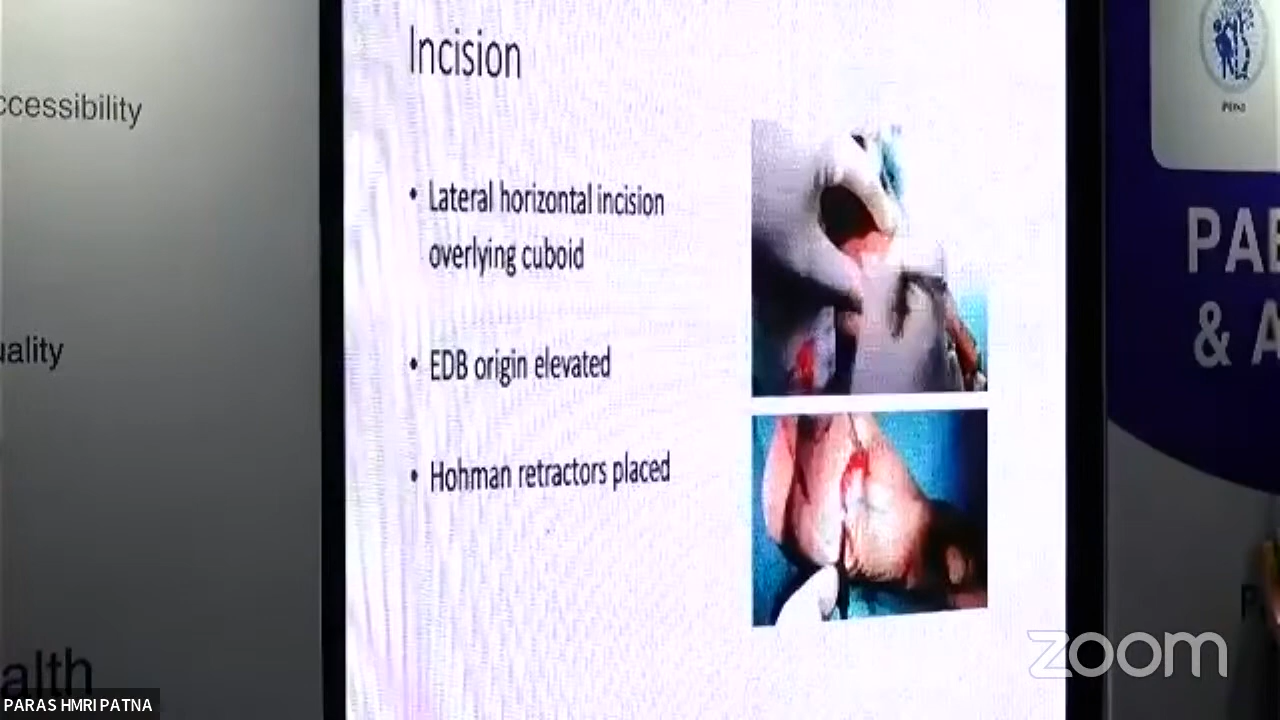 Incision
• Lateral horizontal incision
overlying cuboid
• EDB origin elevated
• Hohman retractors placed
ccessibility
uality
alth
PARAS HMRI PATNA
& A
zoom